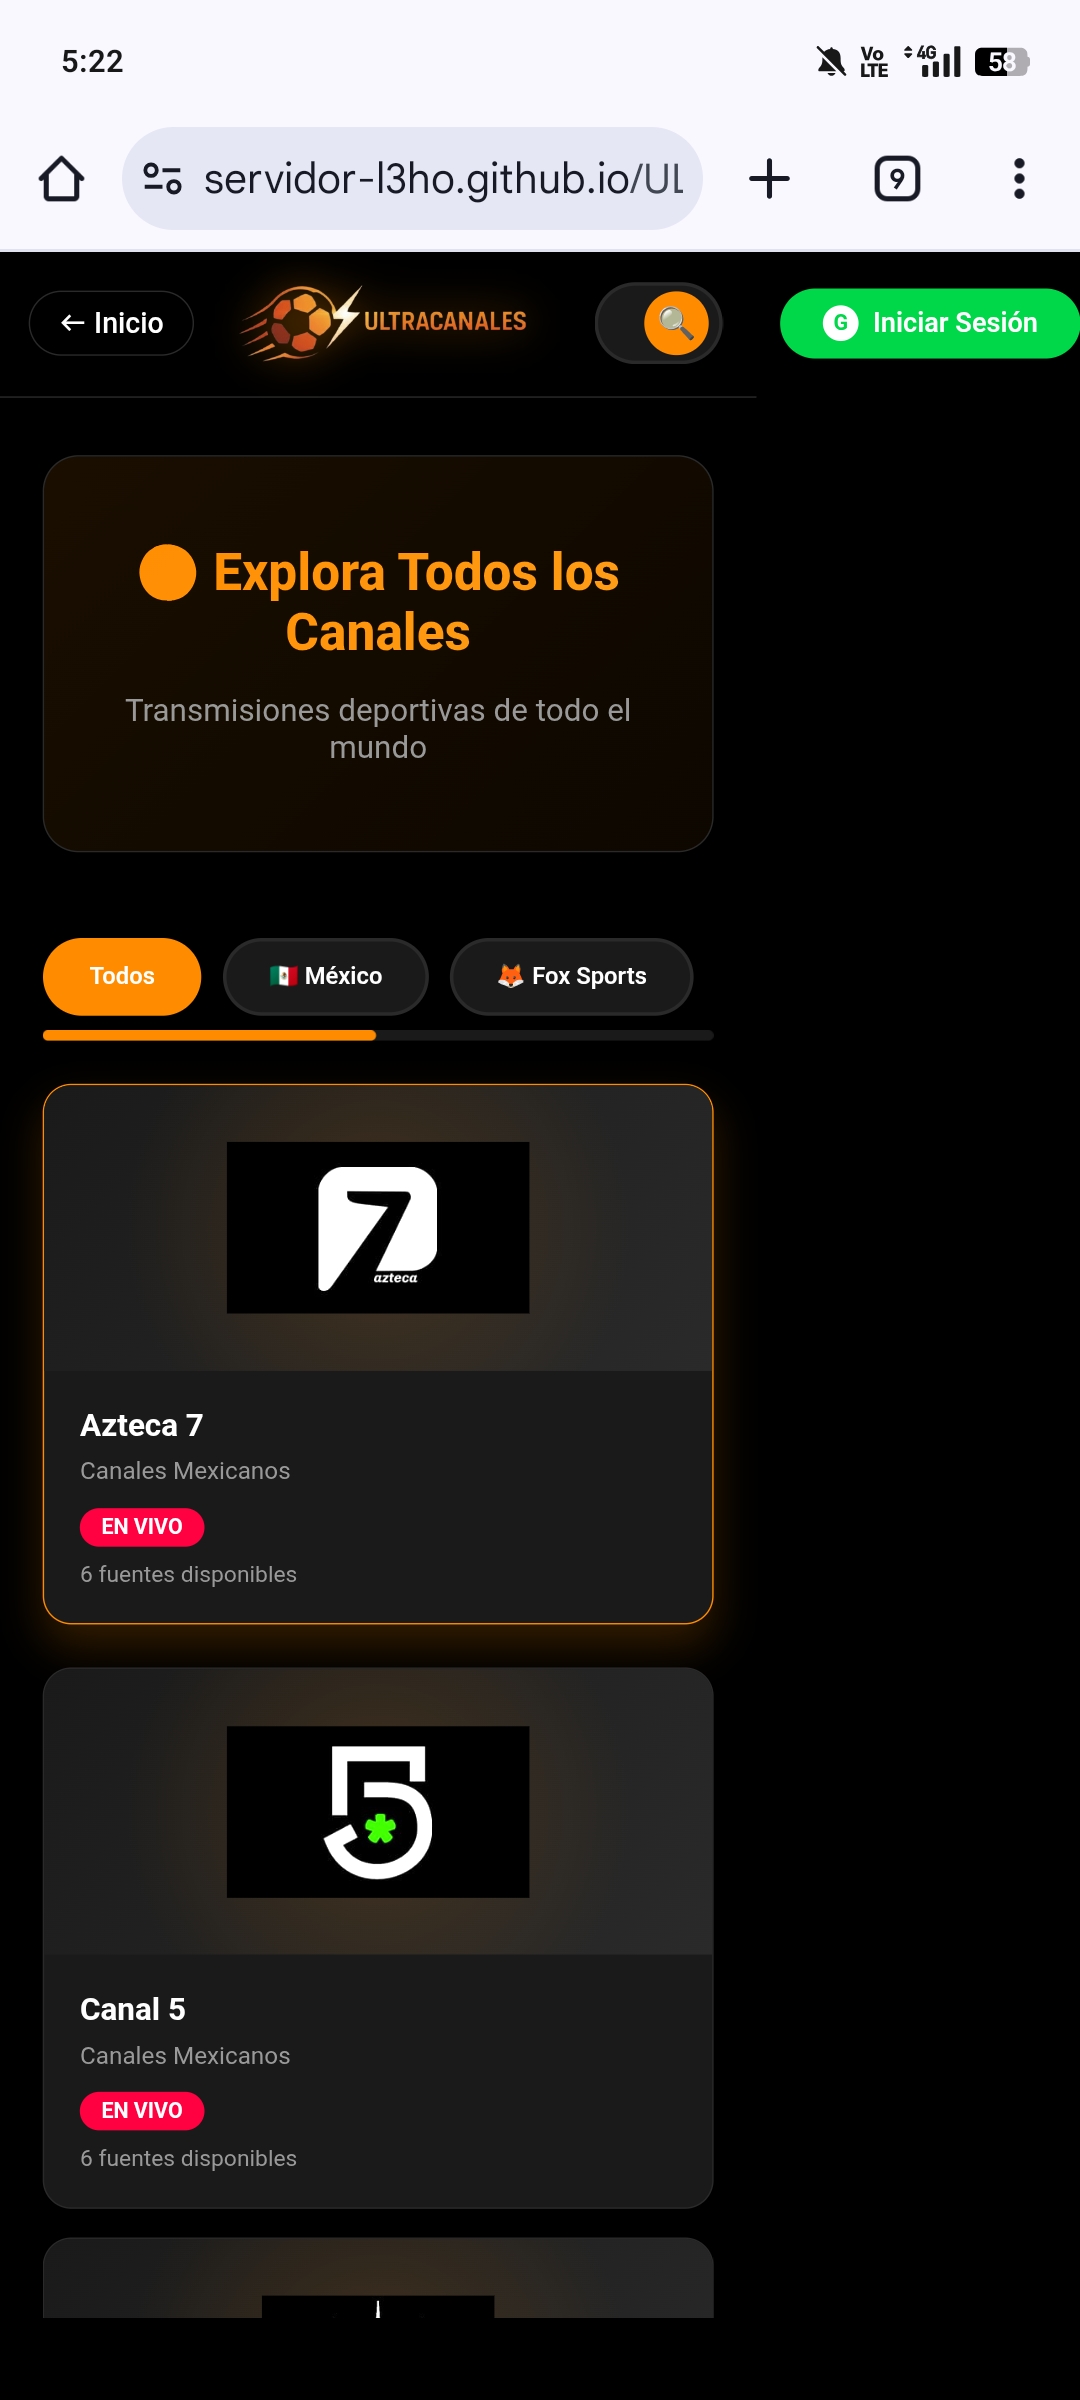 5:22
Vo
LTE
4G
58
servidor-l3ho.github.io/UL
9
← Inicio
ULTRACANALES
G Iniciar Sesión
Explora Todos los
Canales
Transmisiones deportivas de todo el
mundo
Todos
México
Fox Sports
7
azteca
Azteca 7
Canales Mexicanos
EN VIVO
6 fuentes disponibles
5
Canal 5
Canales Mexicanos
EN VIVO
6 fuentes disponibles